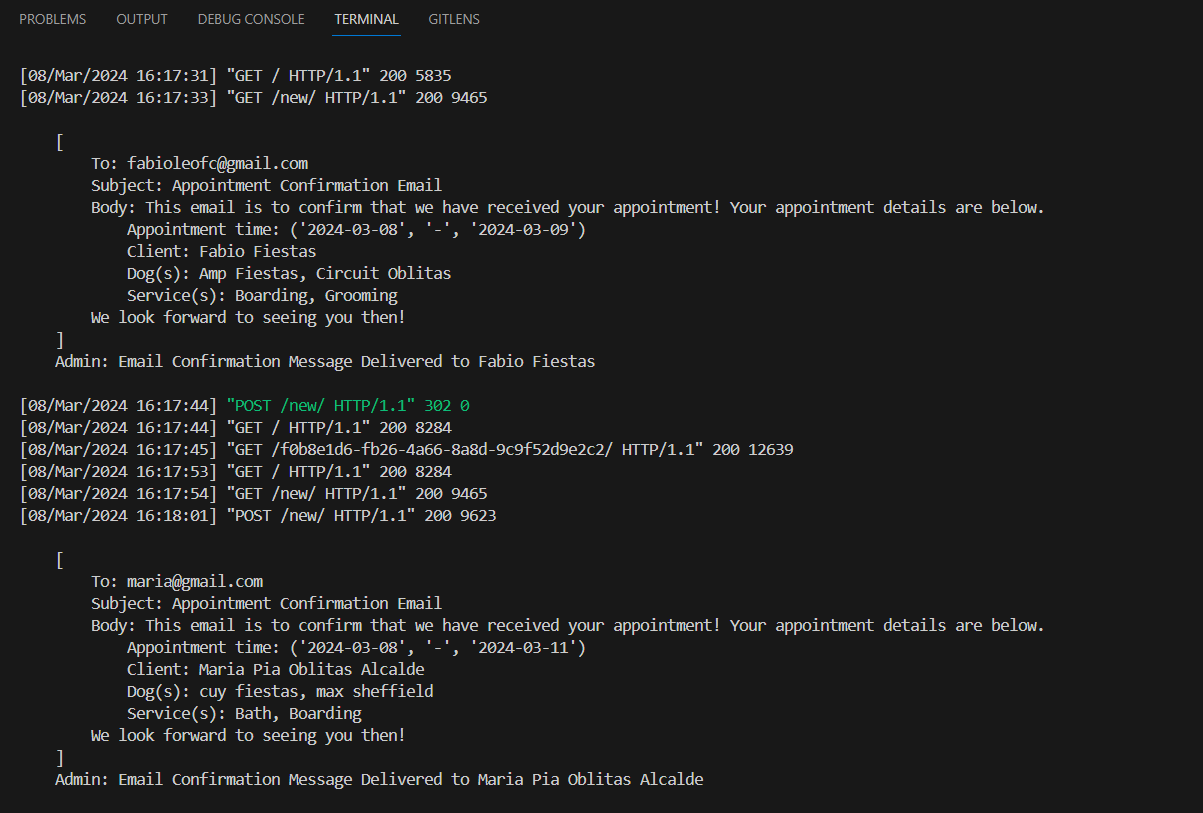 PROBLEMS OUTPUT DEBUG CONSOLE TERMINAL GITLENS
[08/Mar/2024 16:17:31] "GET / HTTP/1.1" 200 5835
[08/Mar/2024 16:17:33] "GET /new/ HTTP/1.1" 200 9465
[
To: fabioleofc@gmail.com
Subject: Appointment Confirmation Email
Body: This email is to confirm that we have received your appointment! Your appointment details are below.
Appointment time: ('2024-03-08', '-', '2024-03-09')
Client: Fabio Fiestas
Dog(s): Amp Fiestas, Circuit Oblitas
Service(s): Boarding, Grooming
We look forward to seeing you then!
]
Admin: Email Confirmation Message Delivered to Fabio Fiestas
[08/Mar/2024 16:17:44] "POST /new/ HTTP/1.1" 302 0
[08/Mar/2024 16:17:44] "GET / HTTP/1.1" 200 8284
[08/Mar/2024 16:17:45] "GET /f0b8e1d6-fb26-4a66-8a8d-9c9f52d9e2c2/ HTTP/1.1" 200 12639
[08/Mar/2024 16:17:53] "GET / HTTP/1.1" 200 8284
[08/Mar/2024 16:17:54] "GET /new/ HTTP/1.1" 200 9465
[08/Mar/2024 16:18:01] "POST /new/ HTTP/1.1" 200 9623
[
To: maria@gmail.com
Subject: Appointment Confirmation Email
Body: This email is to confirm that we have received your appointment! Your appointment details are below.
Appointment time: ('2024-03-08', '-', '2024-03-11')
Client: Maria Pia Oblitas Alcalde
Dog(s): cuy fiestas, max sheffield
Service(s): Bath, Boarding
We look forward to seeing you then!
]
Admin: Email Confirmation Message Delivered to Maria Pia Oblitas Alcalde